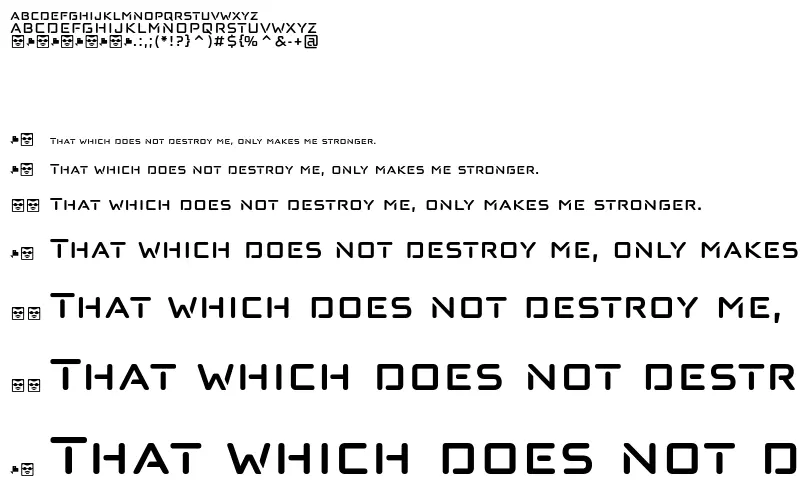 ABCDEFGHIJKLMNOPQRSTUVWXYZ
ABCDEFGHIJKLMNOPQRSTUVWXYZ
.:,;(*!?}^)#${%^&-+@
That which does not destroy me, only makes me stronger.
That which does not destroy me, only makes me stronger.
That which does not destroy me, only makes me stronger.
That which does not destroy me, only makes
That which does not destroy me,
That which does not destr
That which does not d